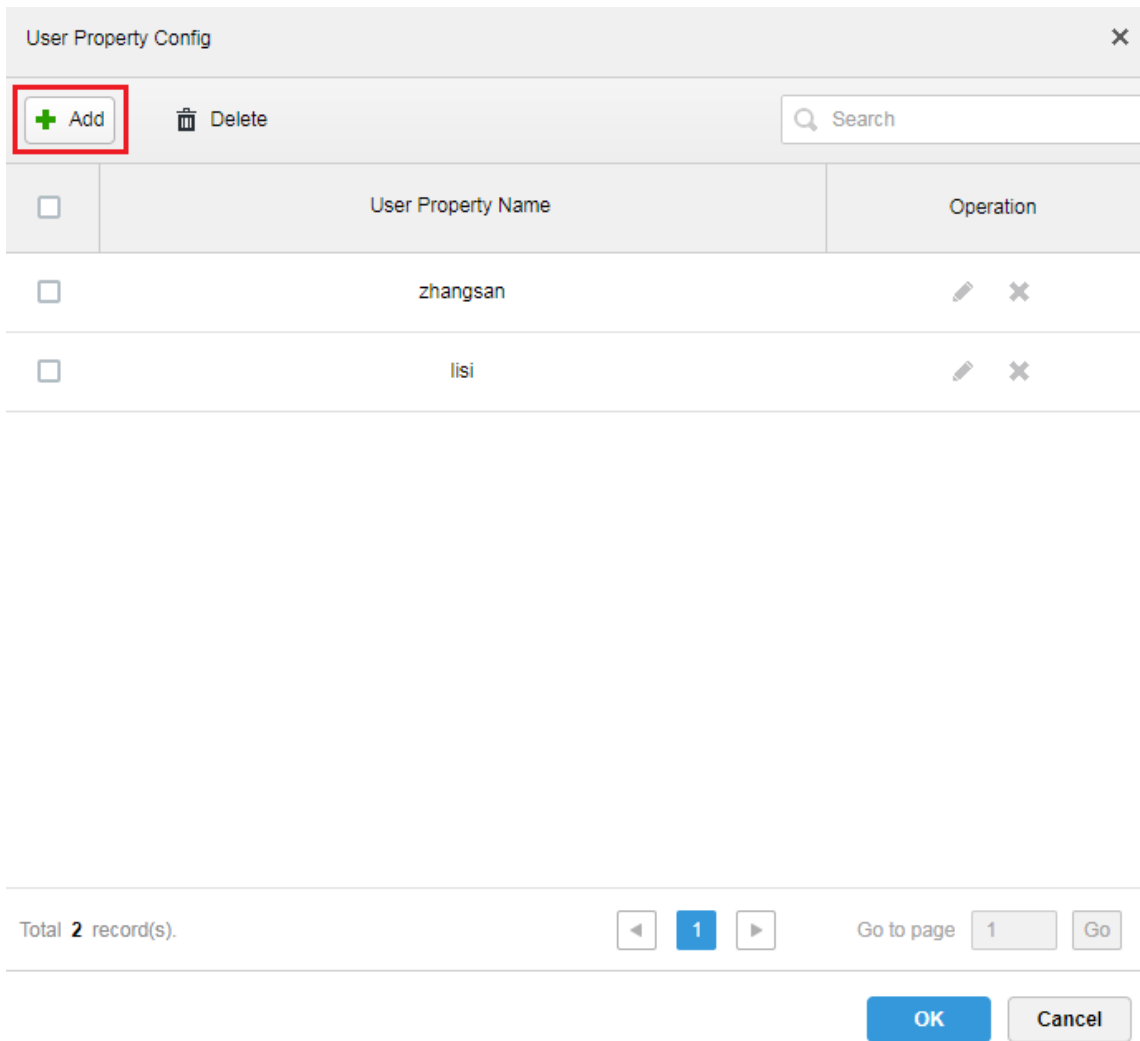 User Property Config
Add Delete Search
User Property Name Operation
zhangsan
lisi
Total 2 record(s). 1 Go to page 1 Go
OK Cancel